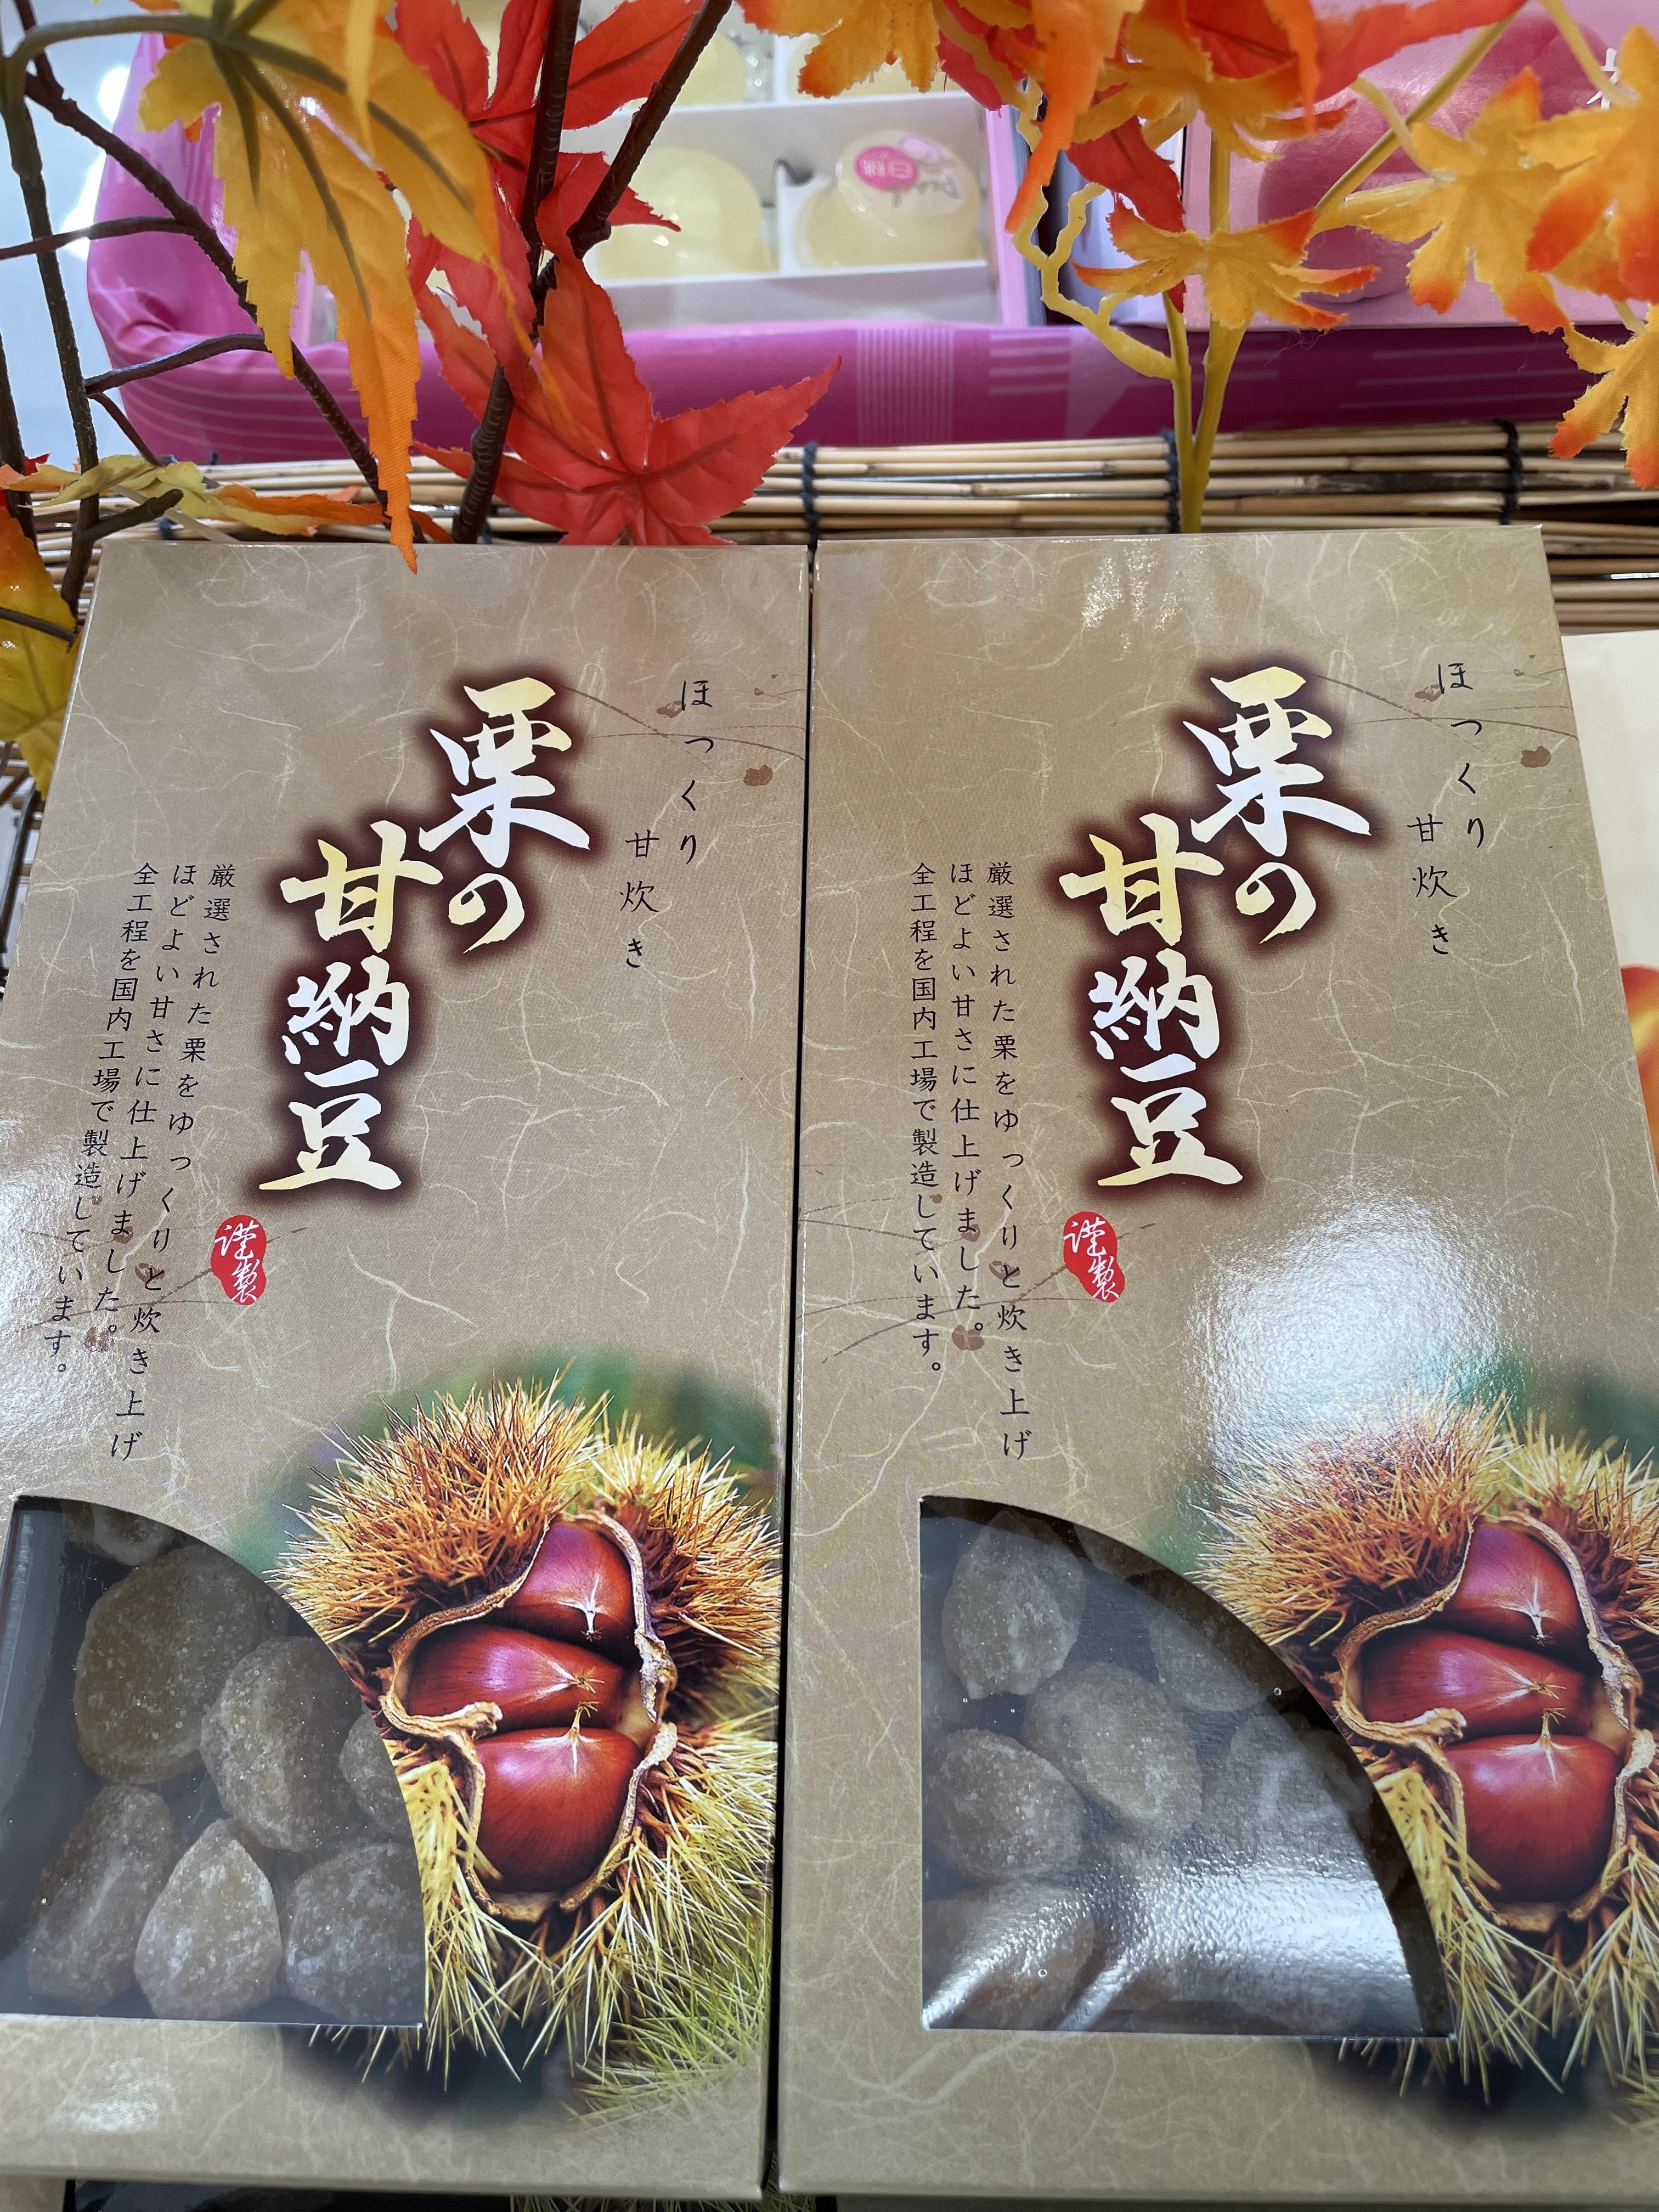 白桃
ほっくり
甘炊き
栗の
甘納豆
謹製
厳選された栗をゆっくりと炊き上げ
ほどよい甘さに仕上げました。
全工程を国内工場で製造しています。
ほっくり
甘炊き
栗の
甘納豆
謹製
厳選された栗をゆっくりと炊き上げ
ほどよい甘さに仕上げました。
全工程を国内工場で製造しています。